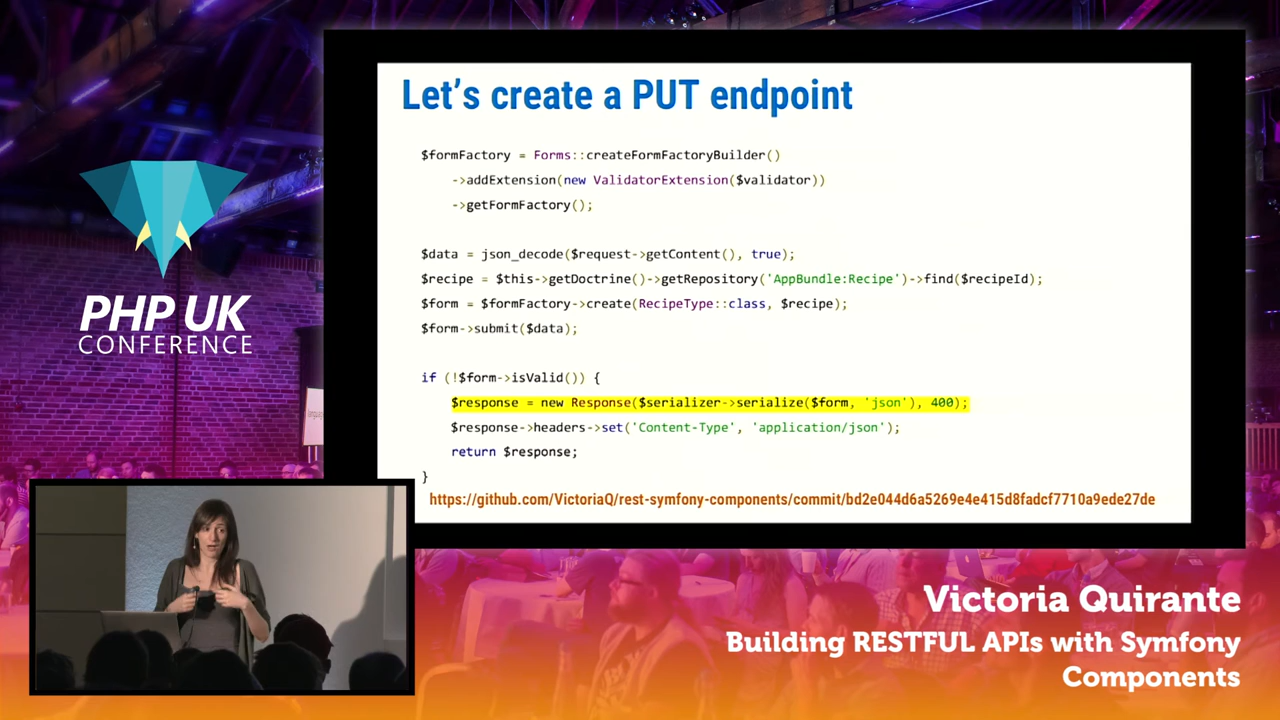 Let's create a PUT endpoint
$formFactory = Forms::createFormFactoryBuilder()
->addExtension(new ValidatorExtension($validator))
->getFormFactory();
$data = json_decode($request->getContent(), true);
$recipe = $this->getDoctrine()->getRepository('AppBundle:Recipe')->find($recipeId);
$form = $formFactory->create(RecipeType::class, $recipe);
$form->submit($data);
if (!$form->isValid()) {
$response = new Response($serializer->serialize($form, 'json'), 400);
$response->headers->set('Content-Type', 'application/json');
return $response;
}
https://github.com/VictoriaQ/rest-symfony-components/commit/bd2e044d6a5269e4e415d8fadcf7710a9ede27de
PHP UK
CONFERENCE
Victoria Quirante
Building RESTFUL APIs with Symfony
Components